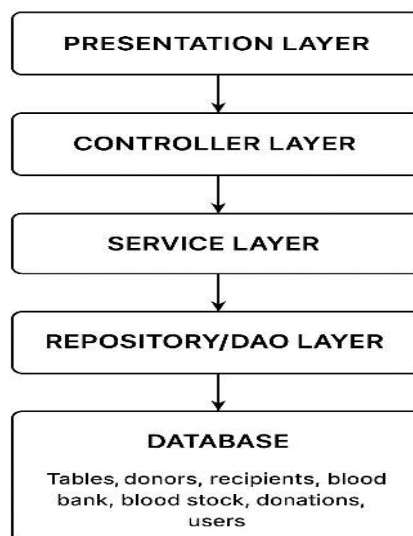 PRESENTATION LAYER
CONTROLLER LAYER
SERVICE LAYER
REPOSITORY/DAO LAYER
DATABASE
Tables, donors, recipients, blood
bank, blood stock, donations,
users